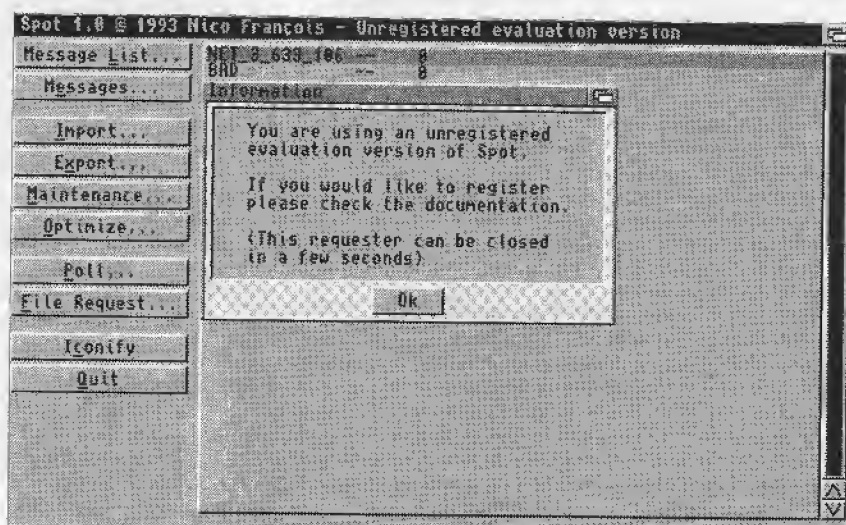 Spot 1.0 © 1993 Nico François - Unregistered evaluation version
Message List...
Messages...
Import...
Export...
Maintenance...
Optimize...
Poll...
File Request...
Iconify
Quit
NET_3_633_106 -- 0
BAD -- 0
Information
You are using an unregistered
evaluation version of Spot.
If you would like to register
please check the documentation.
(This requester can be closed
in a few seconds)
Ok